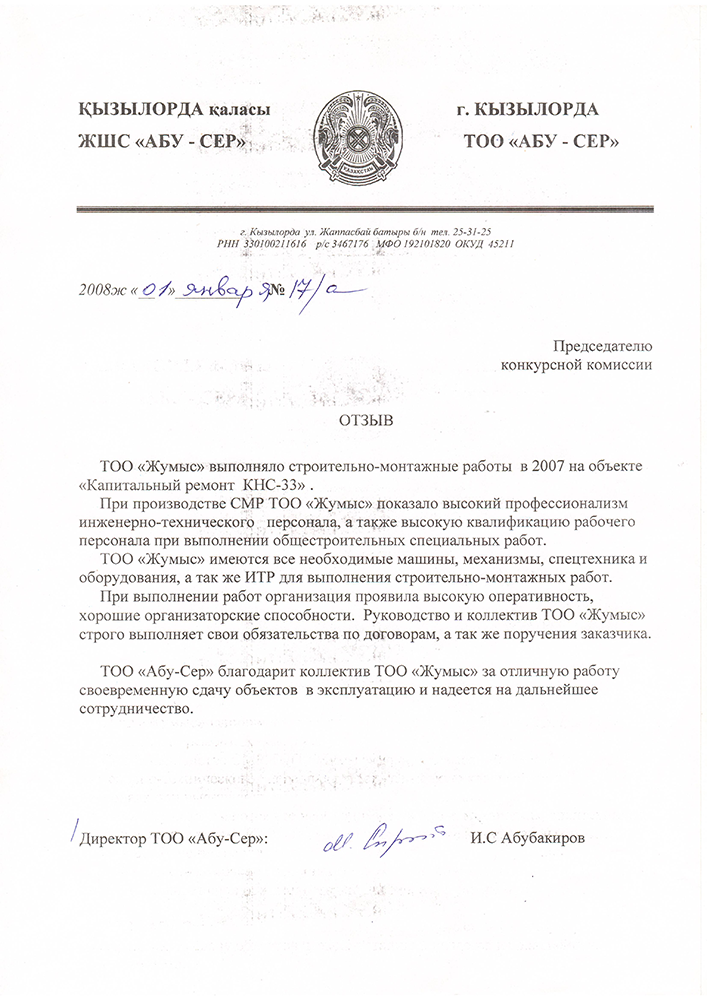 ҚЫЗЫЛОРДА қаласы
г. КЫЗЫЛОРДА
ЖШС «АБУ - СЕР»
ТОО «АБУ - СЕР»
ҚАЗАҚСТАН
г. Кызылорда ул. Жаппасбай батыры б/н тел. 25-31-25
РНН 330100211616 р/с 3467176 МФО 192101820 ОКУД 45211
2008ж «01» января № 17/а
Председателю
конкурсной комиссии
ОТЗЫВ
ТОО «Жумыс» выполняло строительно-монтажные работы в 2007 на объекте
«Капитальный ремонт КНС-33» .
При производстве СМР ТОО «Жумыс» показало высокий профессионализм
инженерно-технического персонала, а также высокую квалификацию рабочего
персонала при выполнении общестроительных специальных работ.
ТОО «Жумыс» имеются все необходимые машины, механизмы, спецтехника и
оборудования, а так же ИТР для выполнения строительно-монтажных работ.
При выполнении работ организация проявила высокую оперативность,
хорошие организаторские способности. Руководство и коллектив ТОО «Жумыс»
строго выполняет свои обязательства по договорам, а так же поручения заказчика.
ТОО «Абу-Сер» благодарит коллектив ТОО «Жумыс» за отличную работу
своевременную сдачу объектов в эксплуатацию и надеется на дальнейшее
сотрудничество.
Директор ТОО «Абу-Сер»:
И.С Абубакиров